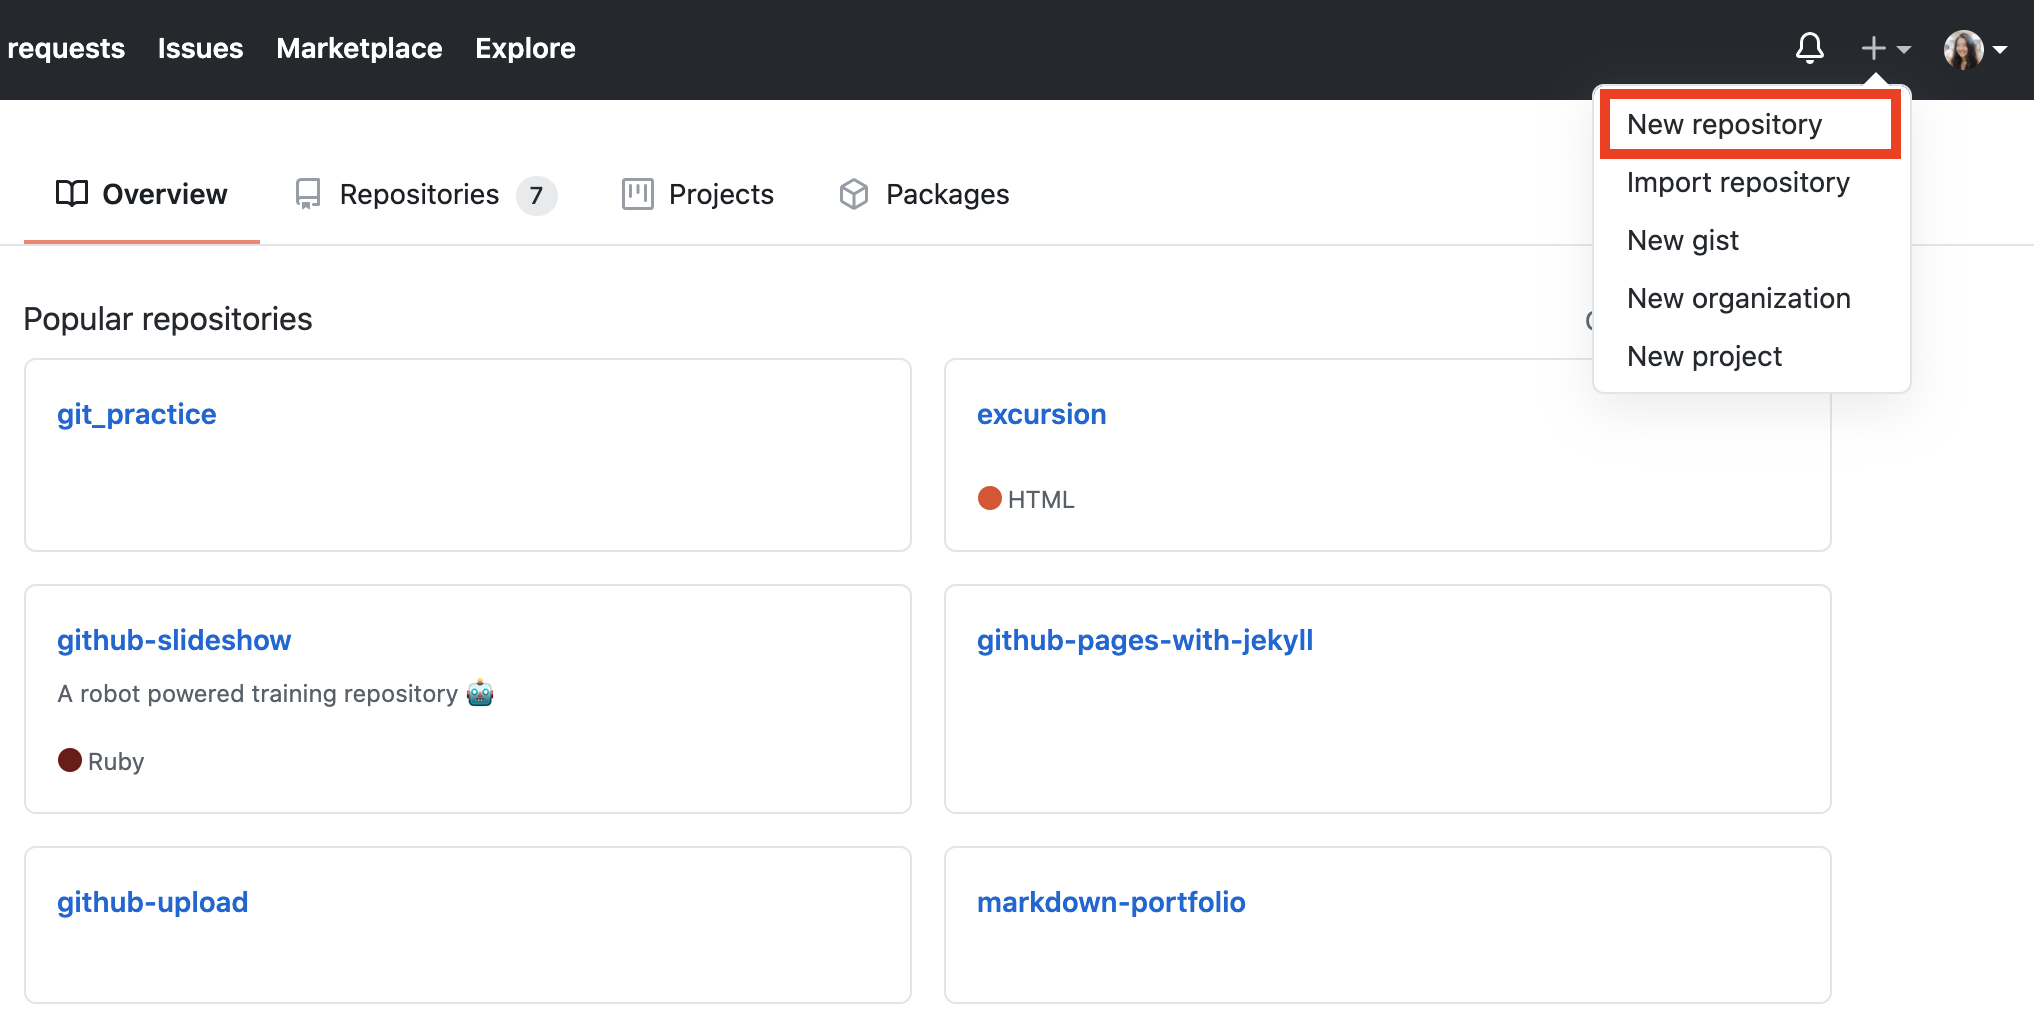 requests Issues Marketplace Explore
New repository
Import repository
New gist
New organization
New project
Overview Repositories 7 Projects Packages
Popular repositories
git_practice
excursion
HTML
github-slideshow
A robot powered training repository 🤖
Ruby
github-pages-with-jekyll
github-upload
markdown-portfolio